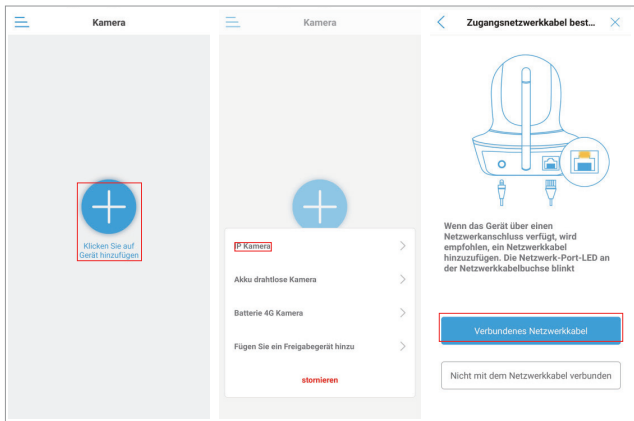 Kamera
Klicken Sie auf
Gerät hinzufügen
Kamera
IP Kamera
Akku drahtlose Kamera
Batterie 4G Kamera
Fügen Sie ein Freigabegerät hinzu
stornieren
Zugangsnetzwerkkabel best...
Wenn das Gerät über einen
Netzwerkanschluss verfügt, wird
empfohlen, ein Netzwerkkabel
hinzuzufügen. Die Netzwerk-Port-LED an
der Netzwerkkabelbuchse blinkt
Verbundenes Netzwerkkabel
Nicht mit dem Netzwerkkabel verbunden